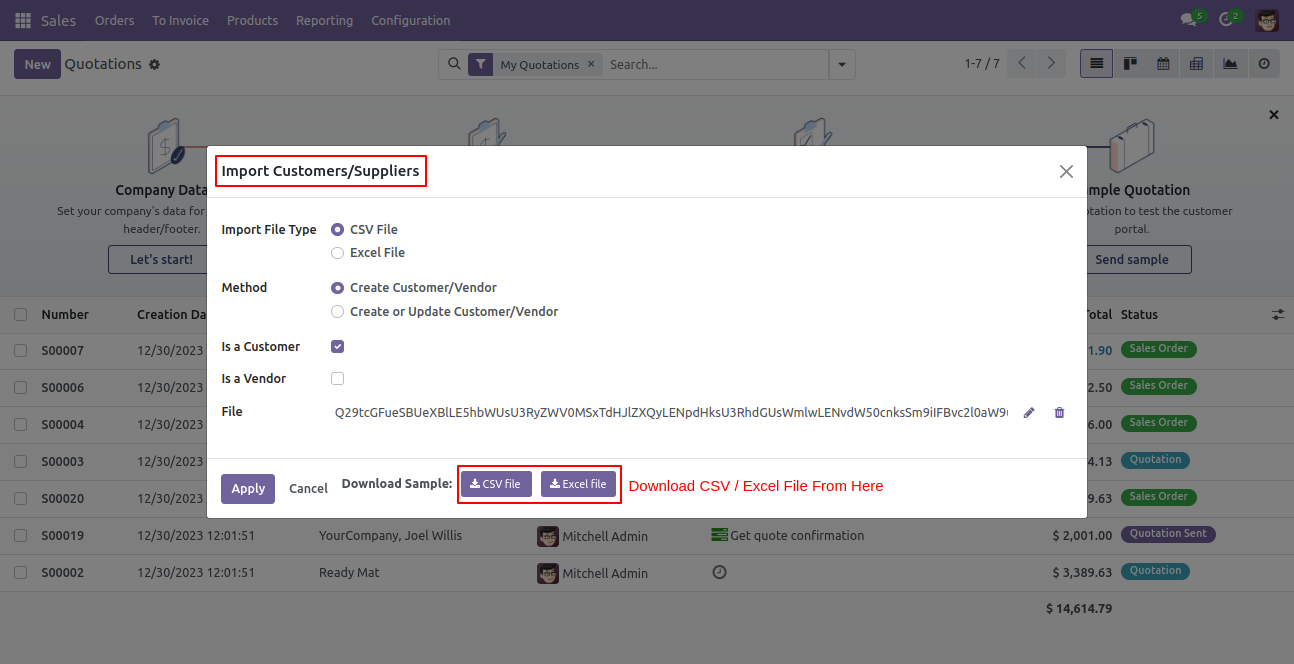 Sales Orders To Invoice Products Reporting Configuration 5 2
New Quotations My Quotations × Search... 1-7 / 7
Company Data
Set your company's data for
header/footer.
Let's start!
Quotation
otation to test the customer
portal.
Send sample
Import Customers/Suppliers
Import File Type CSV File
Excel File
Method Create Customer/Vendor
Create or Update Customer/Vendor
Is a Customer
Is a Vendor
File
Apply Cancel Download Sample: CSV file Excel file Download CSV / Excel File From Here
Number Creation Da Total Status
S00007 12/30/2023 1.90 Sales Order
S00006 12/30/2023 2.50 Sales Order
S00004 12/30/2023 6.00 Sales Order
S00003 12/30/2023 4.13 Quotation
S00020 12/30/2023 9.63 Sales Order
S00019 12/30/2023 12:01:51 YourCompany, Joel Willis Mitchell Admin Get quote confirmation $ 2,001.00 Quotation Sent
S00002 12/30/2023 12:01:51 Ready Mat Mitchell Admin $ 3,389.63 Quotation
$ 14,614.79